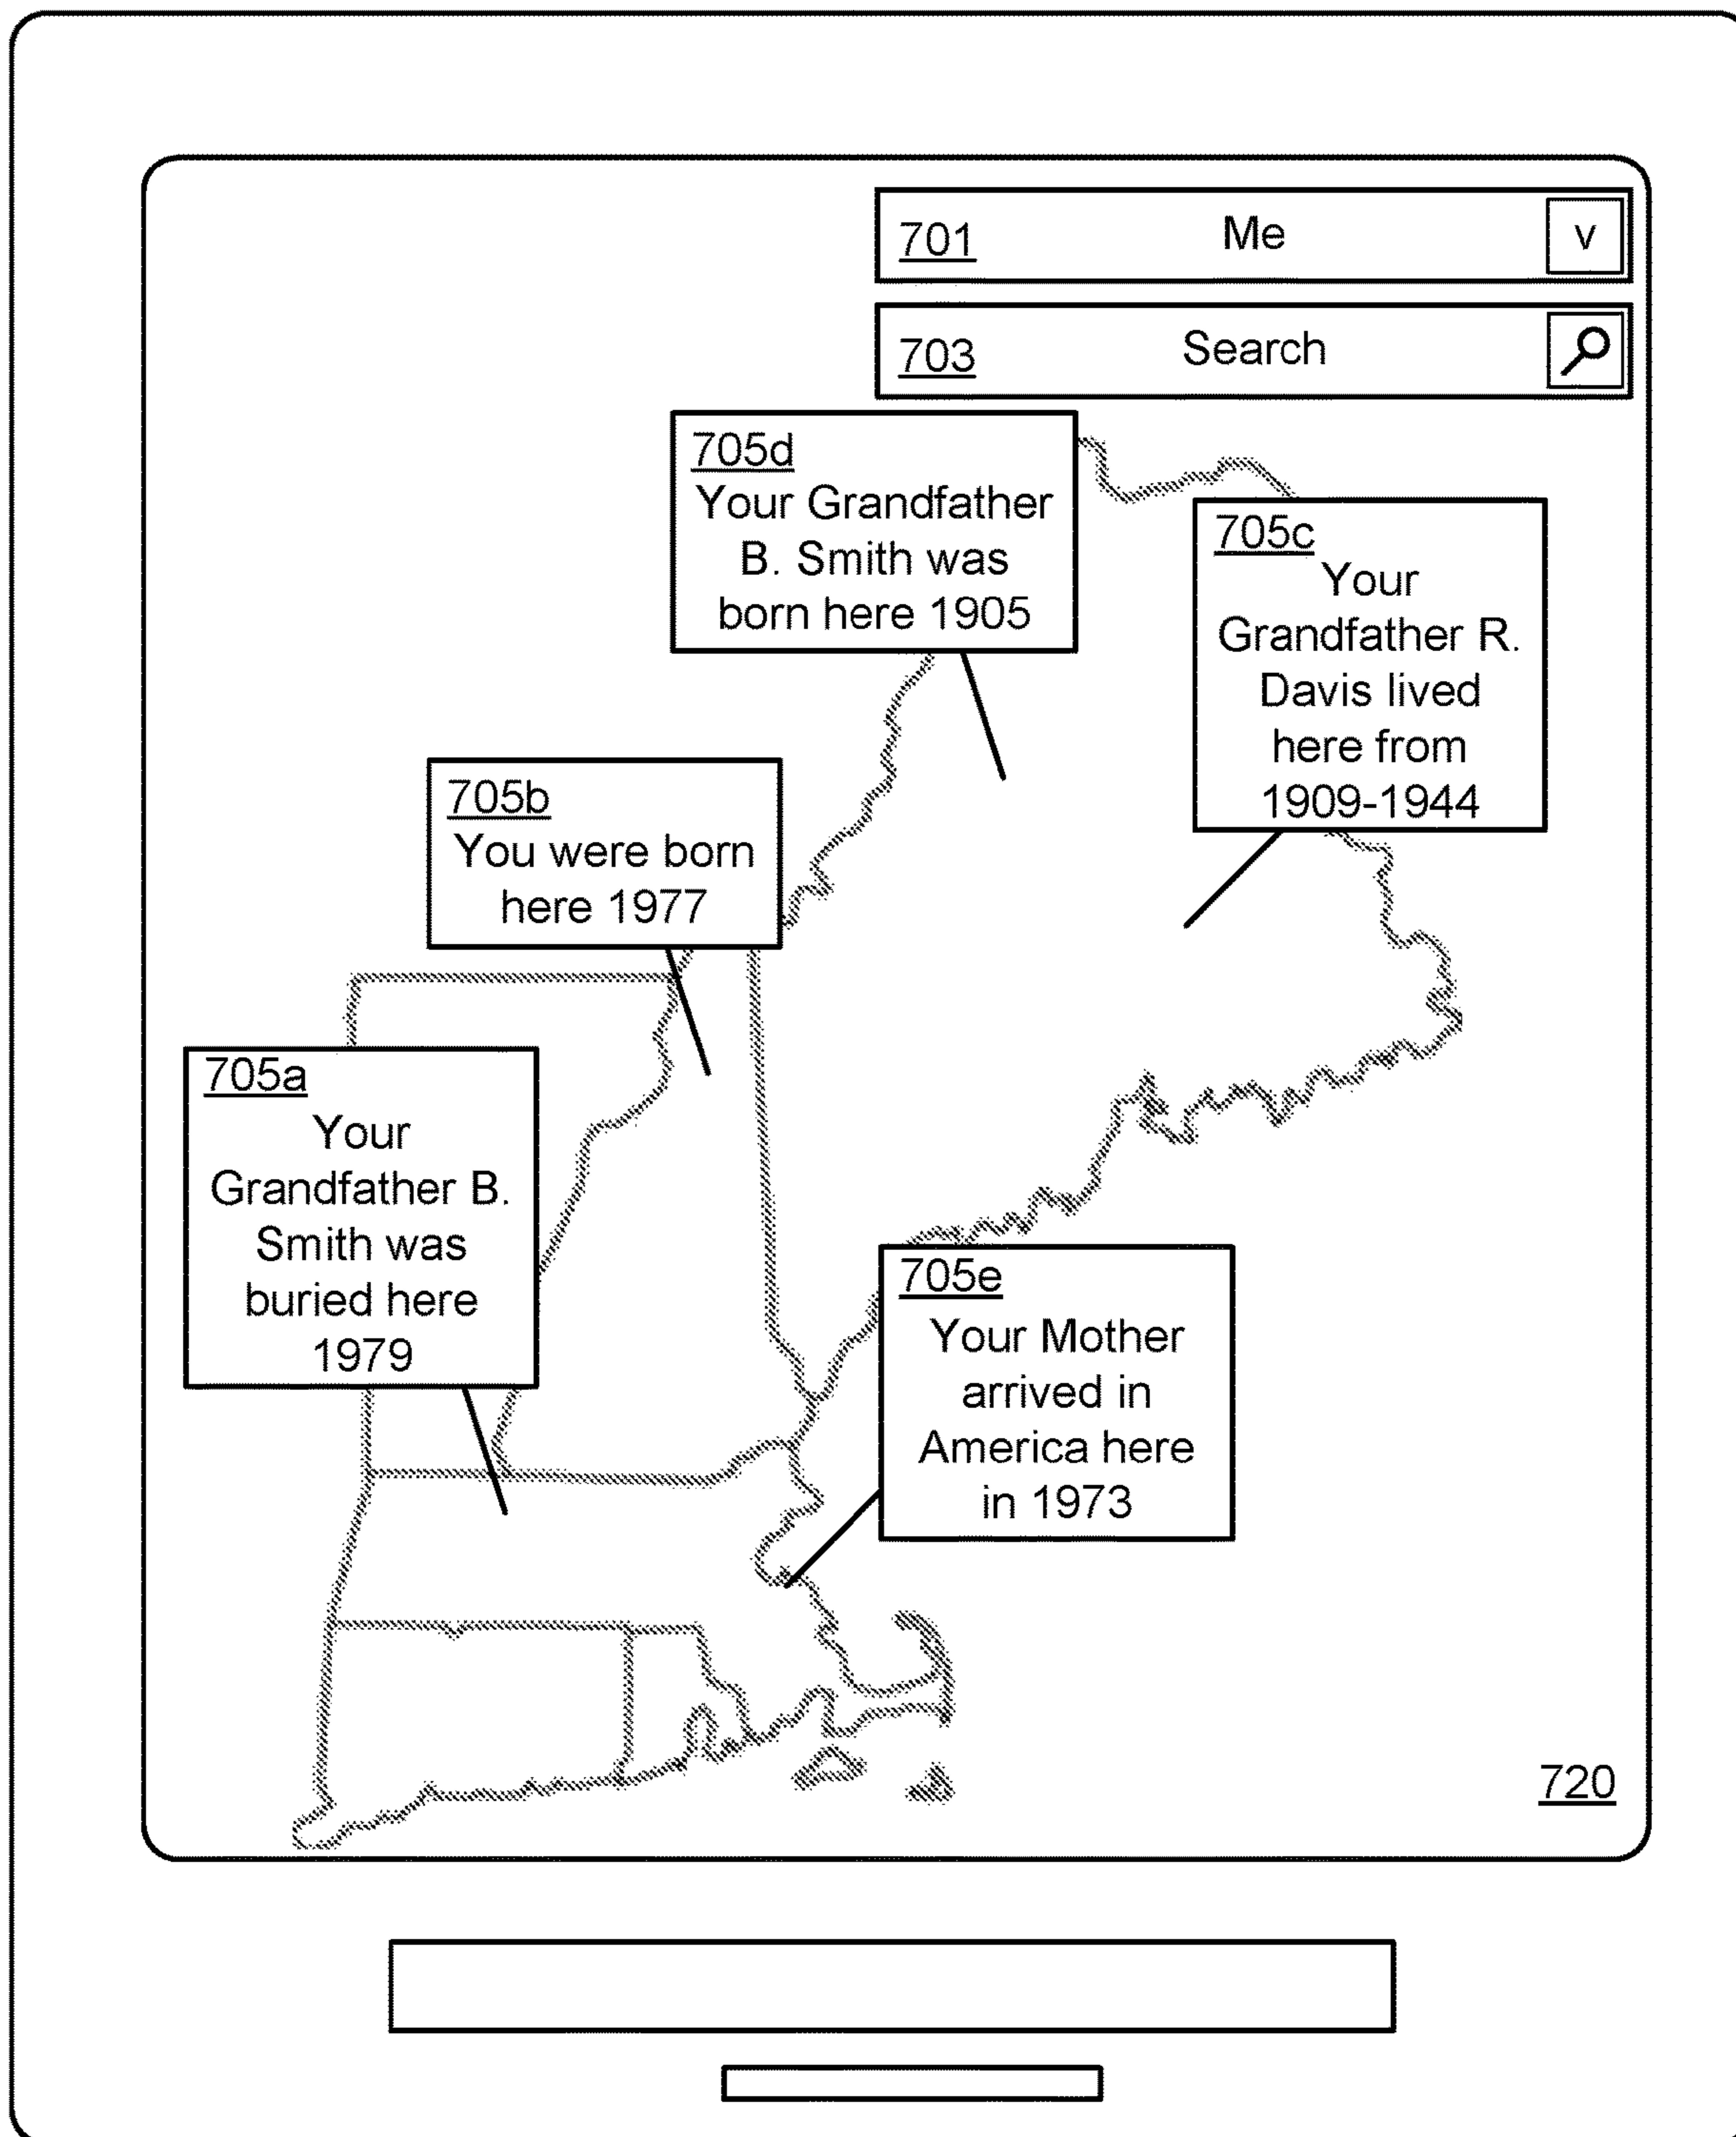 701 Me v
703 Search
705d
Your Grandfather
B. Smith was
born here 1905
705c
Your
Grandfather R.
Davis lived
here from
1909-1944
705b
You were born
here 1977
705a
Your
Grandfather B.
Smith was
buried here
1979
705e
Your Mother
arrived in
America here
in 1973
720